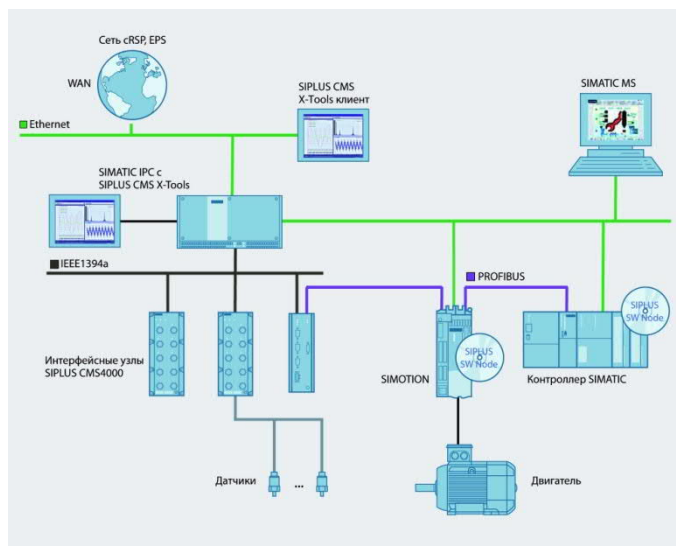 Сеть cRSP, EPS
WAN
SIPLUS CMS
X-Tools клиент
SIMATIC MS
Ethernet
SIMATIC IPC с
SIPLUS CMS X-Tools
IEEE1394a
PROFIBUS
SIPLUS
SW Node
SIPLUS
SW Node
Интерфейсные узлы
SIPLUS CMS4000
SIMOTION
Контроллер SIMATIC
Датчики
...
Двигатель